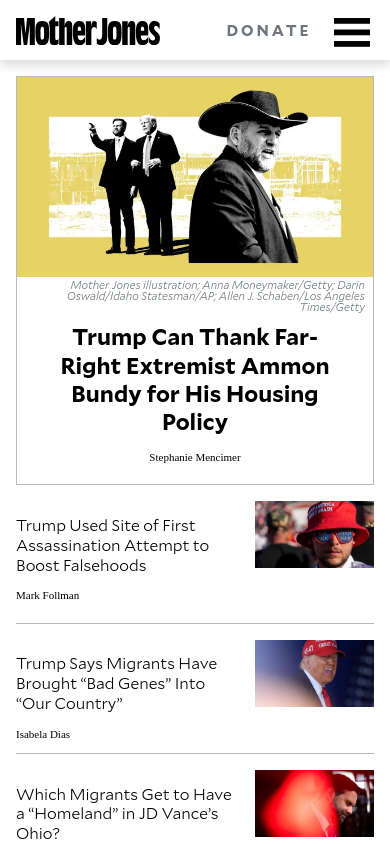 Mother Jones
DONATE
Mother Jones illustration; Anna Moneymaker/Getty; Darin
Oswald/Idaho Statesman/AP; Allen J. Schaben/Los Angeles
Times/Getty
Trump Can Thank Far-
Right Extremist Ammon
Bundy for His Housing
Policy
Stephanie Mencimer
Trump Used Site of First
Assassination Attempt to
Boost Falsehoods
Mark Follman
Trump Says Migrants Have
Brought “Bad Genes” Into
“Our Country”
Isabela Dias
Which Migrants Get to Have
a “Homeland” in JD Vance’s
Ohio?